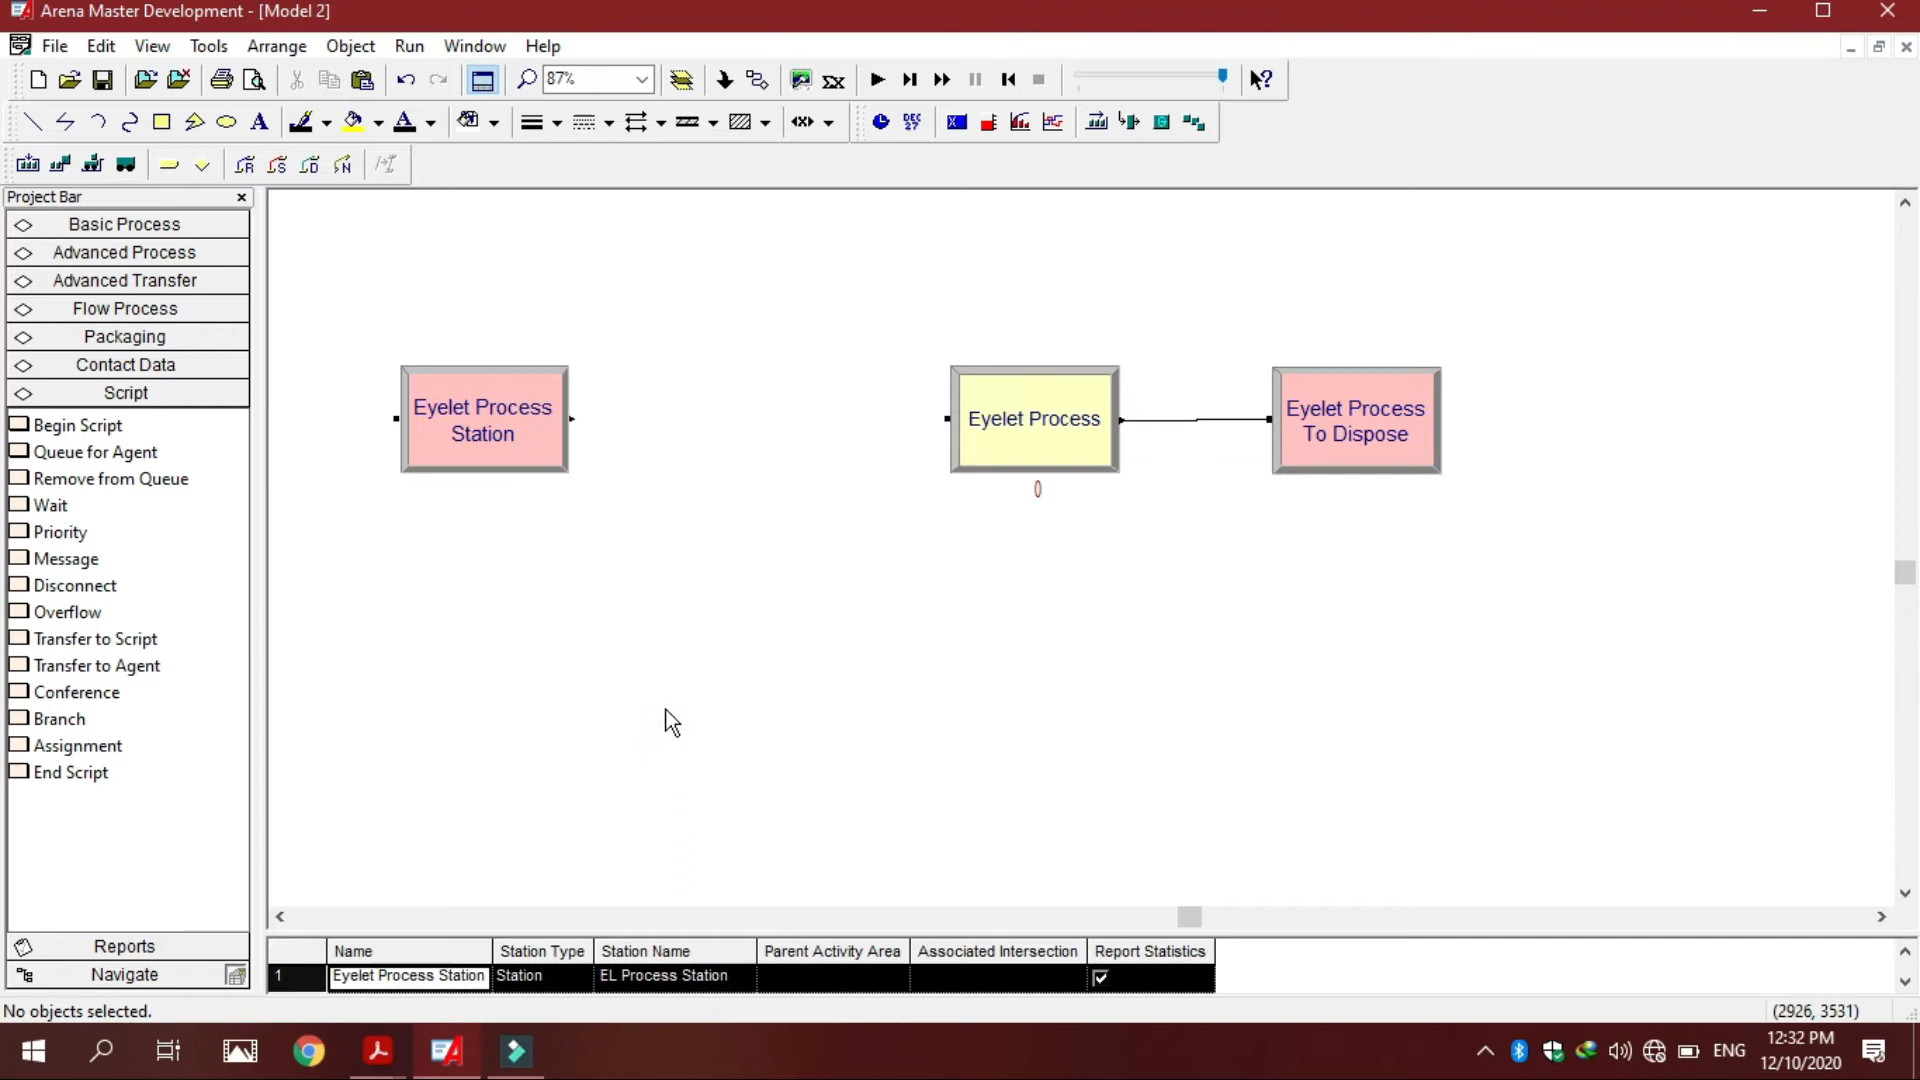 Arena Master Development - [Model 2]
File Edit View Tools Arrange Object Run Window Help
87%
Project Bar
Basic Process
Advanced Process
Advanced Transfer
Flow Process
Packaging
Contact Data
Script
Begin Script
Queue for Agent
Remove from Queue
Wait
Priority
Message
Disconnect
Overflow
Transfer to Script
Transfer to Agent
Conference
Branch
Assignment
End Script
Reports
Navigate
Eyelet Process
Station
Eyelet Process
0
Eyelet Process
To Dispose
Name Station Type Station Name Parent Activity Area Associated Intersection Report Statistics
1 Eyelet Process Station Station EL Process Station
No objects selected.
(2926, 3531)
ENG
12:32 PM
12/10/2020